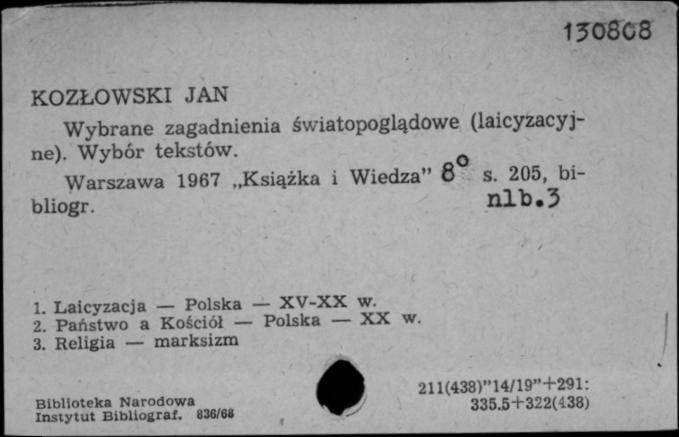 130808
KOZŁOWSKI JAN
Wybrane zagadnienia światopoglądowe (laicyzacyj-
ne). Wybór tekstów.
Warszawa 1967 „Książka i Wiedza” 8° s. 205, bi-
bliogr. nlb.3
1. Laicyzacja — Polska — XV-XX w.
2. Państwo a Kościół — Polska — XX w.
3. Religia — marksizm
211(438)”14/19”+291:
335.5+322(438)
Biblioteka Narodowa
Instytut Bibliograf. 836/68